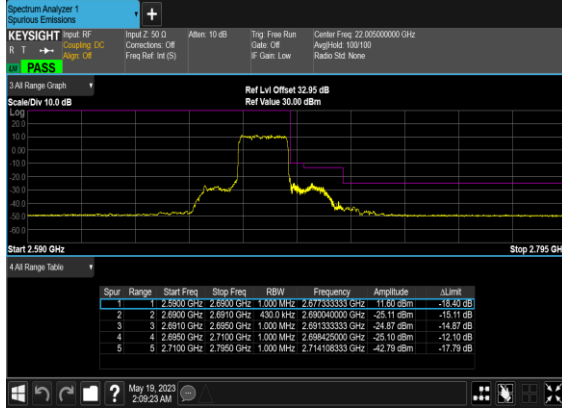 Spectrum Analyzer 1
Spurious Emissions
+
KEYSIGHT Input: RF Input Z: 50 Ω Atten: 10 dB Trig: Free Run Center Freq: 22.005000000 GHz
R T Coupling: DC Corrections: Off Gate: Off Avg|Hold: 100/100
Align: Off Freq Ref: Int (S) IF Gain: Low Radio Std: None
PASS
3 All Range Graph
Ref Lvl Offset 32.95 dB
Scale/Div 10.0 dB Ref Value 30.00 dBm
Log
20.0
10.0
0.00
-10.0
-20.0
-30.0
-40.0
-50.0
-60.0
Start 2.590 GHz Stop 2.795 GH
4 All Range Table
Spur Range Start Freq Stop Freq RBW Frequency Amplitude ΔLimit
1 1 2.5900 GHz 2.6900 GHz 1.000 MHz 2.677333333 GHz 11.60 dBm -18.40 dB
2 2 2.6900 GHz 2.6910 GHz 430.0 kHz 2.690040000 GHz -25.11 dBm -15.11 dB
3 3 2.6910 GHz 2.6950 GHz 1.000 MHz 2.691333333 GHz -24.87 dBm -14.87 dB
4 4 2.6950 GHz 2.7100 GHz 1.000 MHz 2.698425000 GHz -25.10 dBm -12.10 dB
5 5 2.7100 GHz 2.7950 GHz 1.000 MHz 2.714108333 GHz -42.79 dBm -17.79 dB
? May 19, 2023
2:09:23 AM